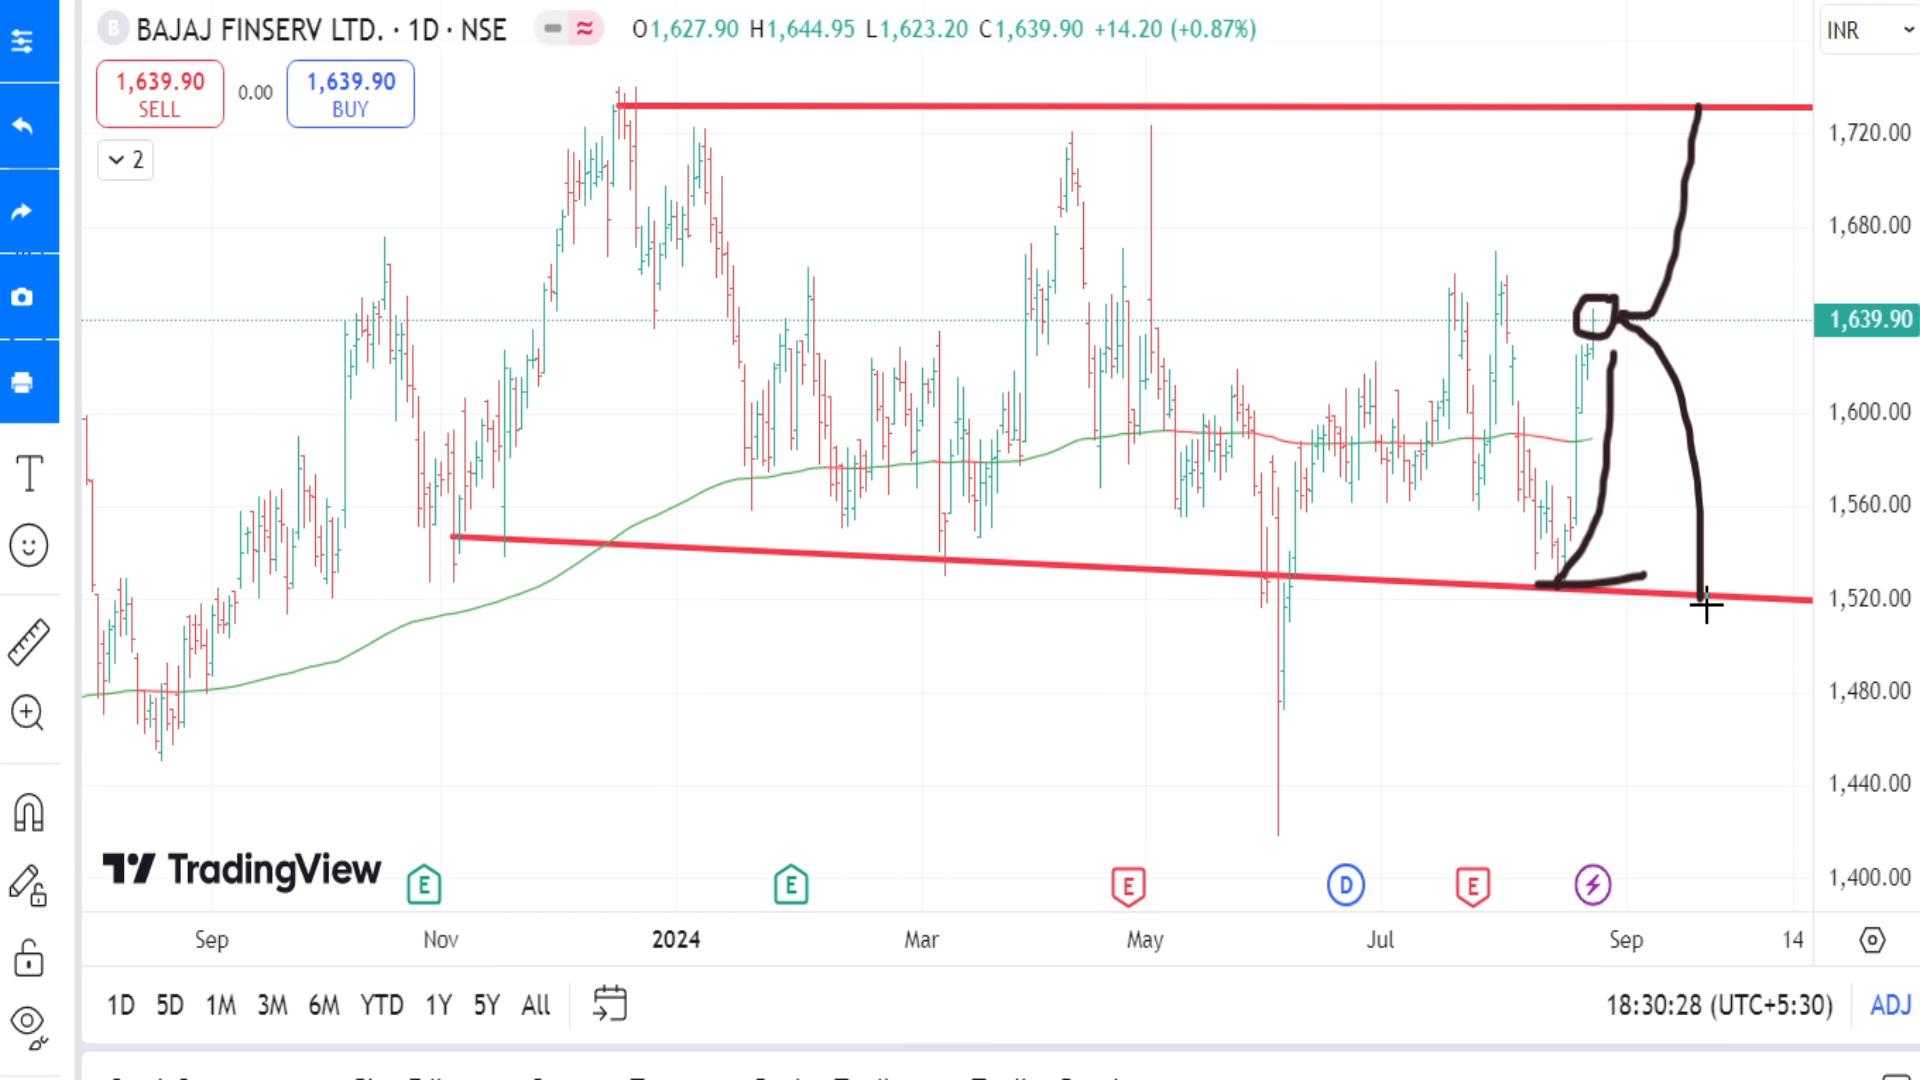 B BAJAJ FINSERV LTD. · 1D · NSE O1,627.90 H1,644.95 L1,623.20 C1,639.90 +14.20 (+0.87%)
INR
1,639.90
SELL
0.00
1,639.90
BUY
2
1,720.00
1,680.00
1,639.90
1,600.00
1,560.00
1,520.00
1,480.00
1,440.00
1,400.00
TradingView
E E E D E
Sep Nov 2024 Mar May Jul Sep 14
1D 5D 1M 3M 6M YTD 1Y 5Y All 18:30:28 (UTC+5:30) ADJ